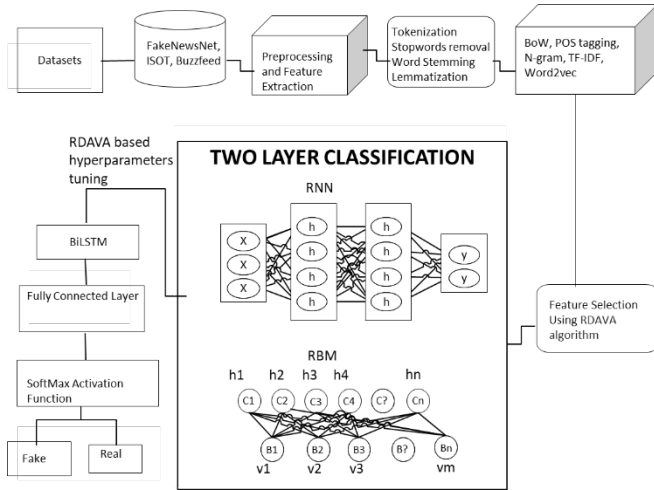 Datasets
FakeNewsNet,
ISOT, Buzzfeed
Preprocessing
and Feature
Extraction
Tokenization
Stopwords removal
Word Stemming
Lemmatization
BoW, POS tagging,
N-gram, TF-IDF,
Word2vec
RDAVA based
hyperparameters
tuning
TWO LAYER CLASSIFICATION
RNN
X
X
X
h
h
h
h
h
h
h
h
y
y
RBM
h1 h2 h3 h4 hn
C1 C2 C3 C4 C? Cn
B1 B2 B3 B? Bn
v1 v2 v3 vm
Feature Selection
Using RDAVA
algorithm
BiLSTM
Fully Connected Layer
SoftMax Activation
Function
Fake
Real